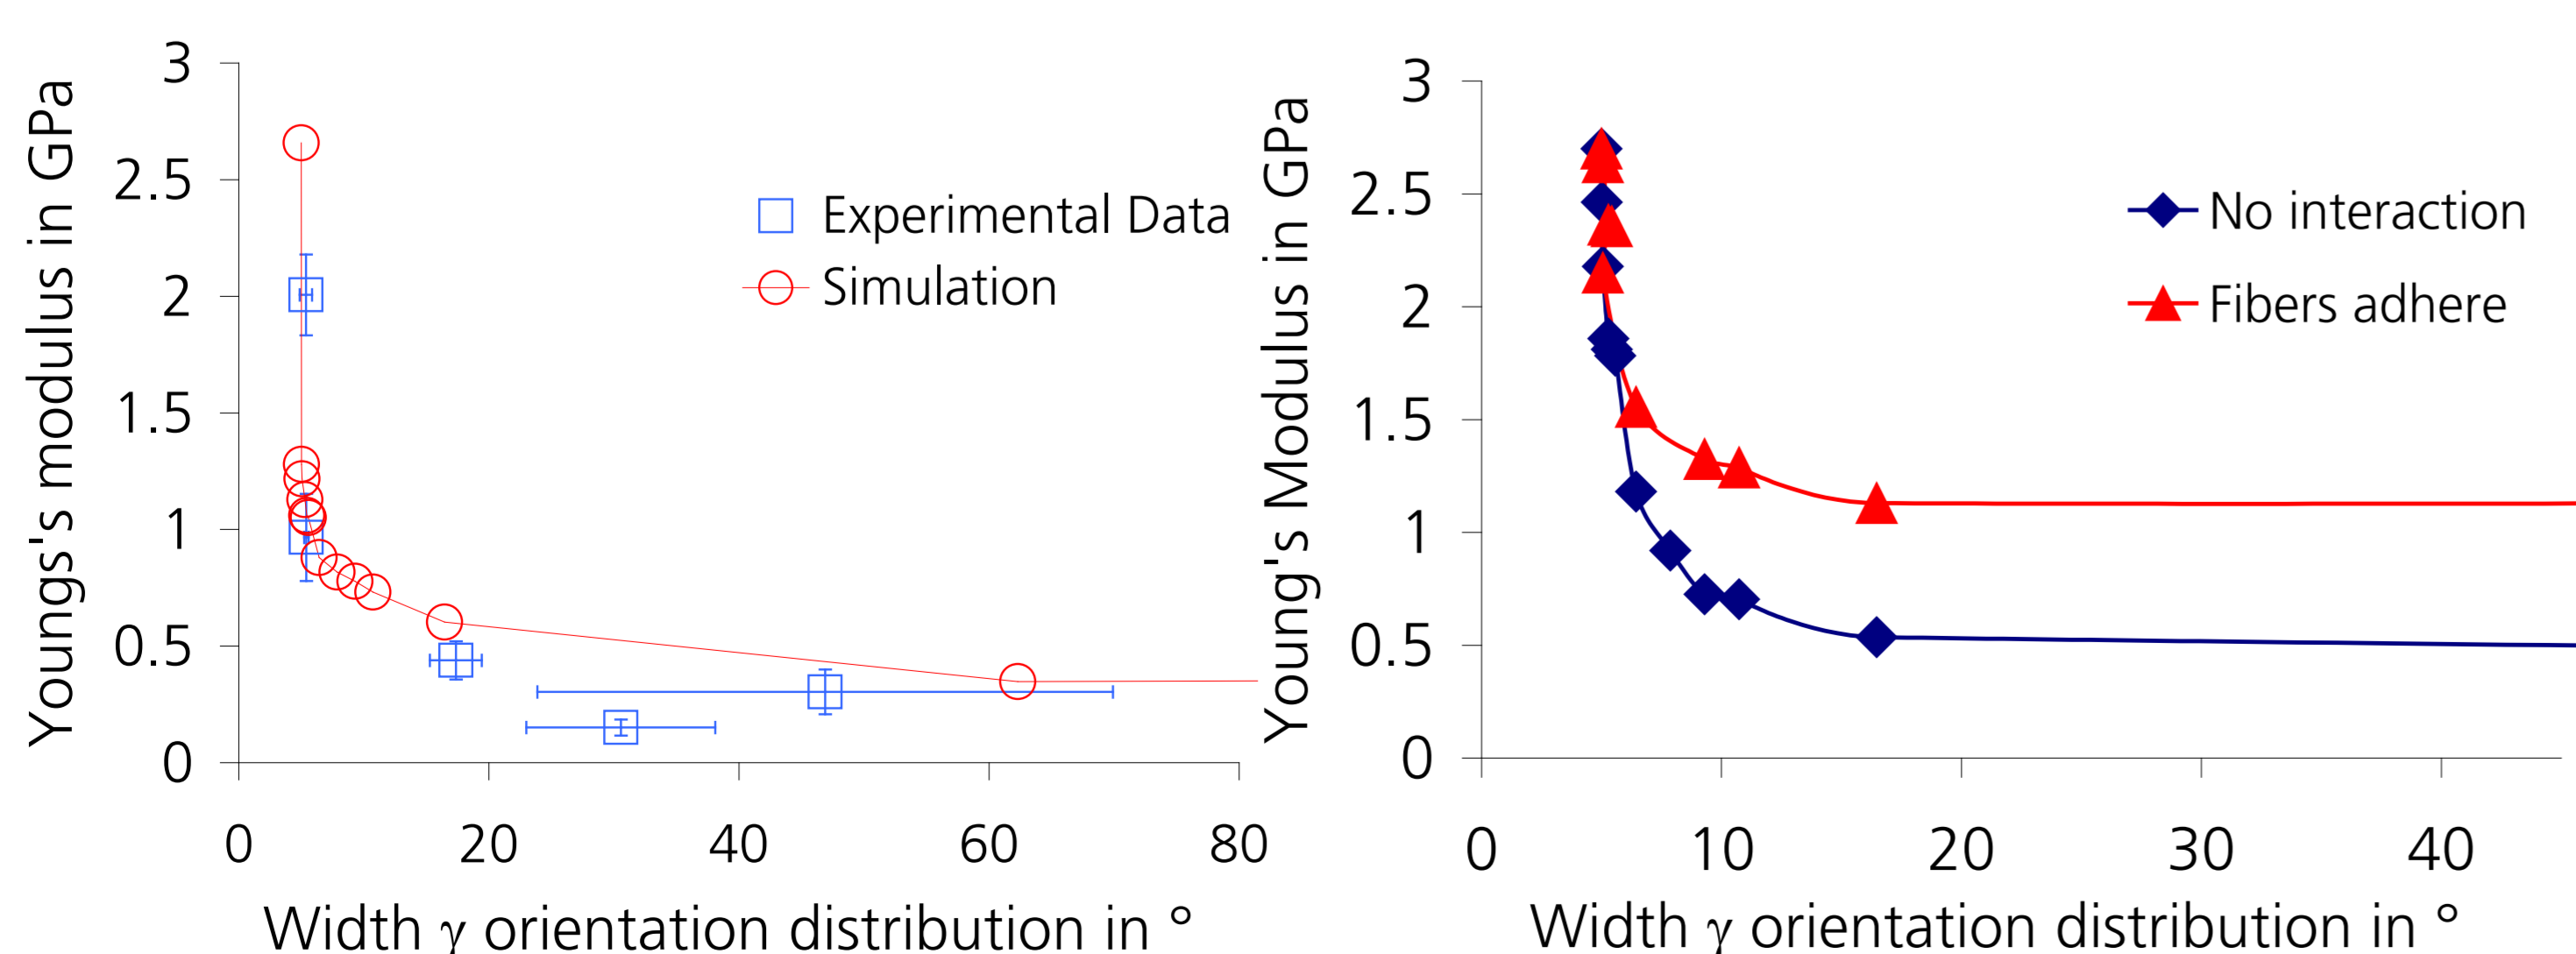 Youngs's modulus in GPa
3
2.5
2
1.5
1
0.5
0
0 20 40 60 80
Width γ orientation distribution in °
Experimental Data
Simulation
Young's Modulus in GPa
3
2.5
2
1.5
1
0.5
0
0 10 20 30 40
Width γ orientation distribution in °
No interaction
Fibers adhere